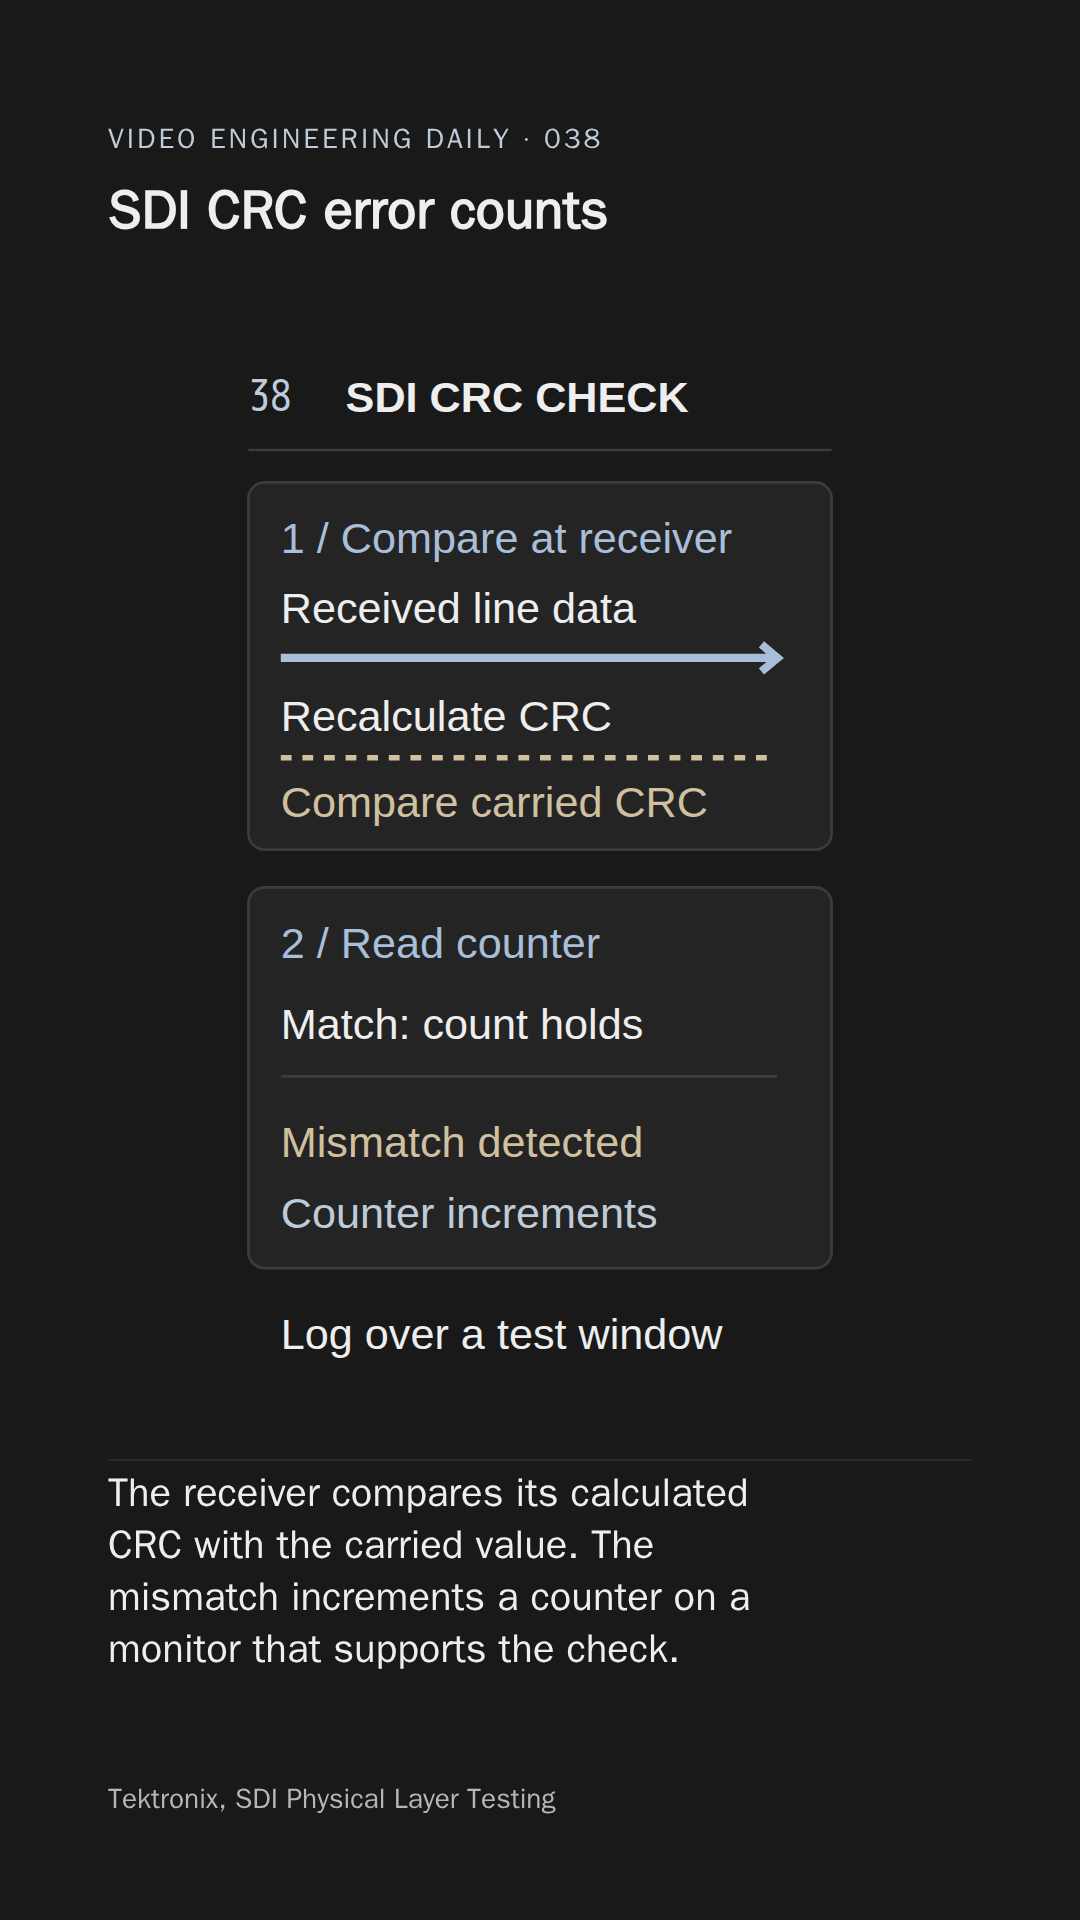 VIDEO ENGINEERING DAILY · 038
SDI CRC error counts
38 SDI CRC CHECK
1 / Compare at receiver
Received line data
Recalculate CRC
Compare carried CRC
2 / Read counter
Match: count holds
Mismatch detected
Counter increments
Log over a test window
The receiver compares its calculated
CRC with the carried value. The
mismatch increments a counter on a
monitor that supports the check.
Tektronix, SDI Physical Layer Testing